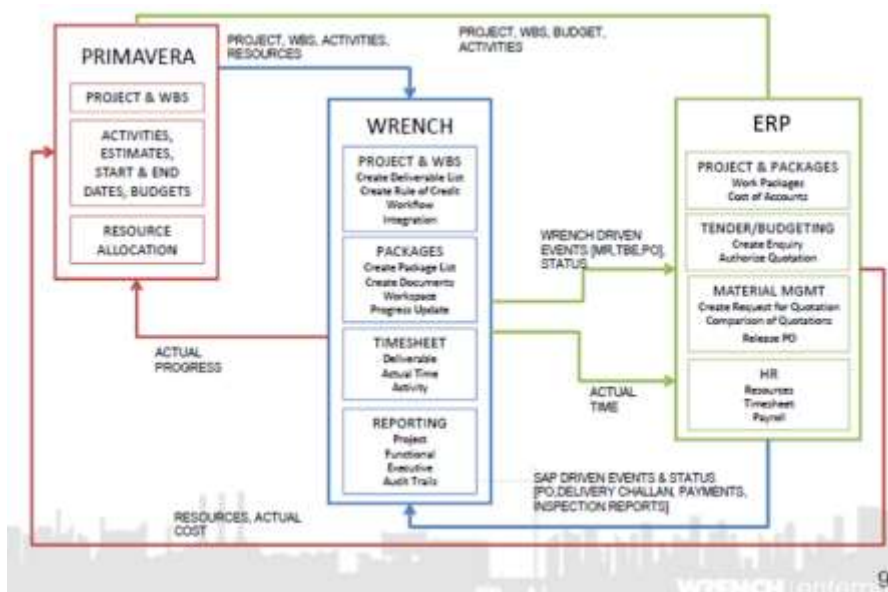 PROJECT, WBS, ACTIVITIES,
RESOURCES
PROJECT, WBS, BUDGET,
ACTIVITIES
PRIMAVERA
PROJECT & WBS
ACTIVITIES,
ESTIMATES,
START & END
DATES, BUDGETS
RESOURCE
ALLOCATION
WRENCH
PROJECT & WBS
Create Deliverable List
Create Rule of Credit
Workflow
Integration
PACKAGES
Create Package List
Create Documents
Workspace
Progress Update
TIMESHEET
Deliverable
Actual Time
Activity
REPORTING
Project
Functional
Executive
Audit Trails
WRENCH DRIVEN
EVENTS [MR,TBE,PO],
STATUS
ACTUAL
TIME
ERP
PROJECT & PACKAGES
Work Packages
Cost of Accounts
TENDER/BUDGETING
Create Enquiry
Authorize Quotation
MATERIAL MGMT
Create Request for Quotation
Comparison of Quotations
Release PO
HR
Resources
Timesheet
Payroll
ACTUAL
PROGRESS
SAP DRIVEN EVENTS & STATUS
[PO,DELIVERY CHALLAN, PAYMENTS,
INSPECTION REPORTS]
RESOURCES, ACTUAL
COST
9
WRENCH